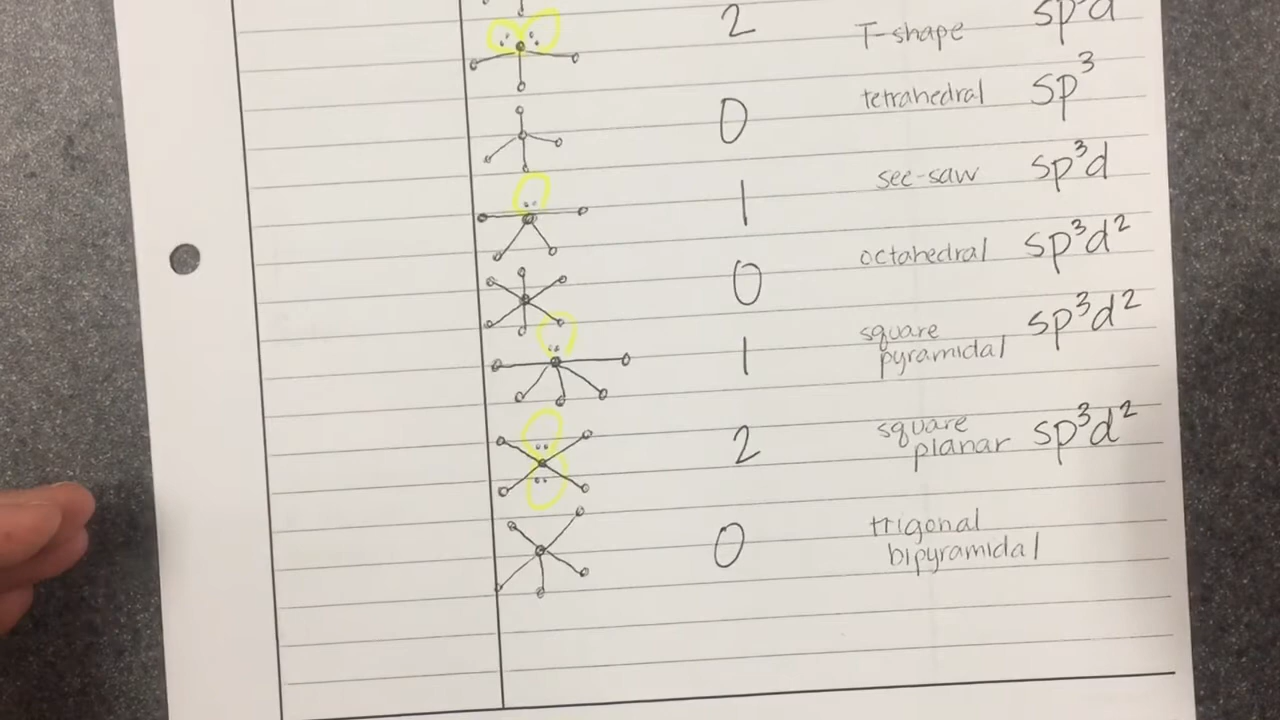 2 T-shape sp³d
0 tetrahedral sp³
1 see-saw sp³d
0 octahedral sp³d²
1 square pyramidal sp³d²
2 square planar sp³d²
0 trigonal bipyramidal